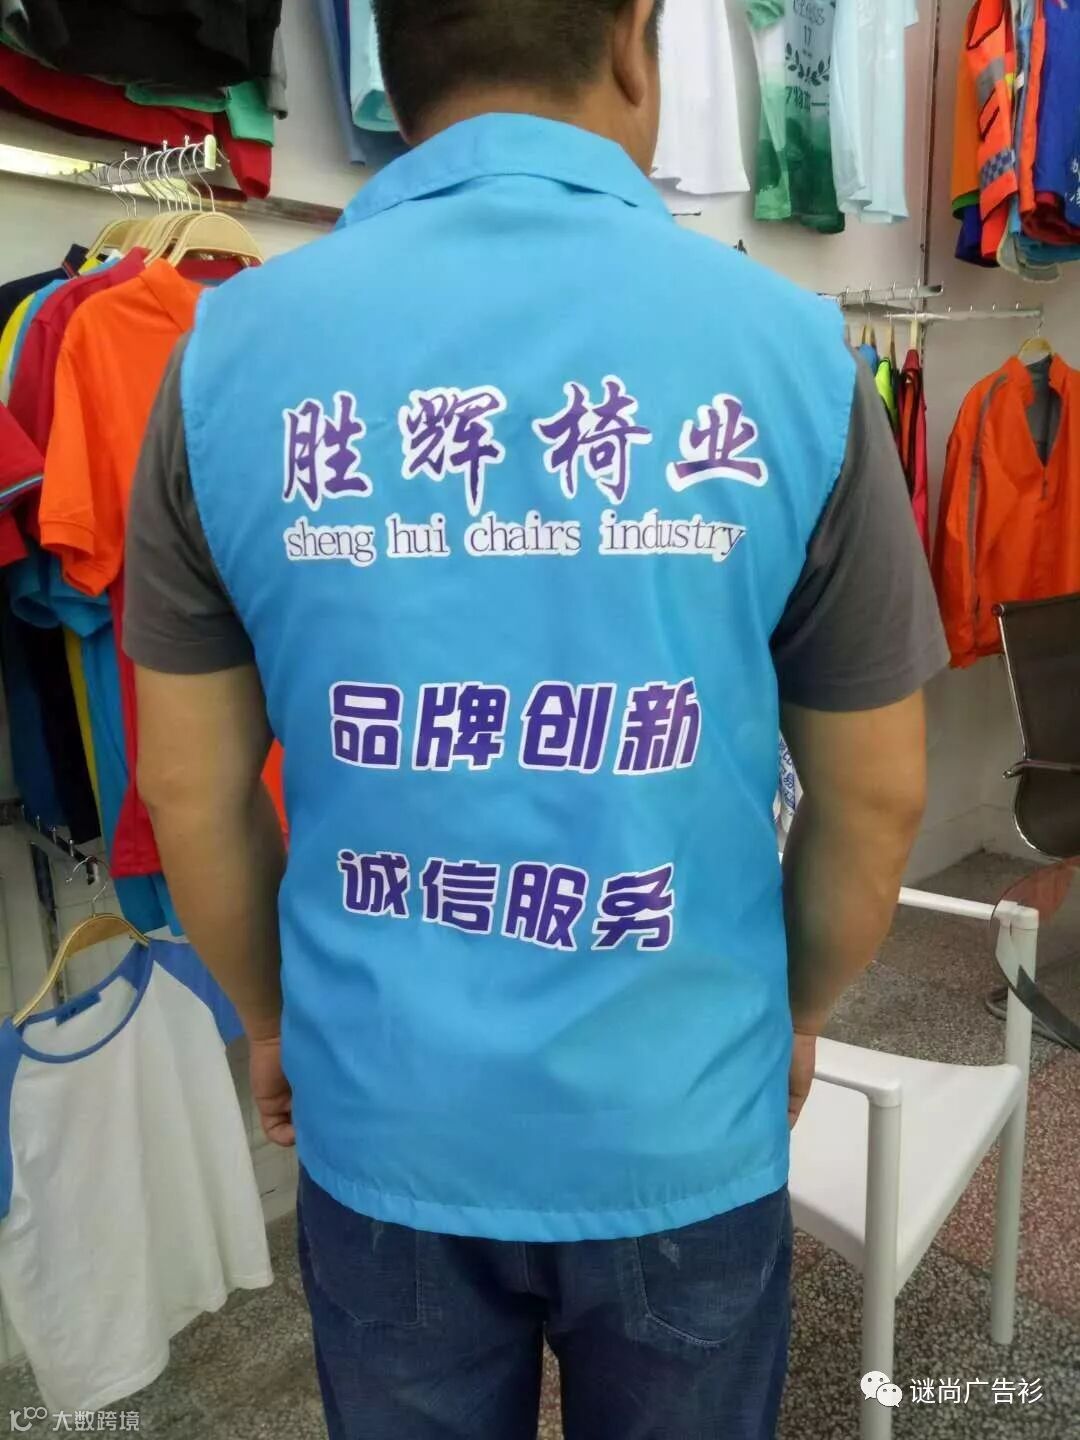 胜辉椅业
sheng hui chairs industry
品牌创新
诚信服务
谜尚广告衫
大数跨境